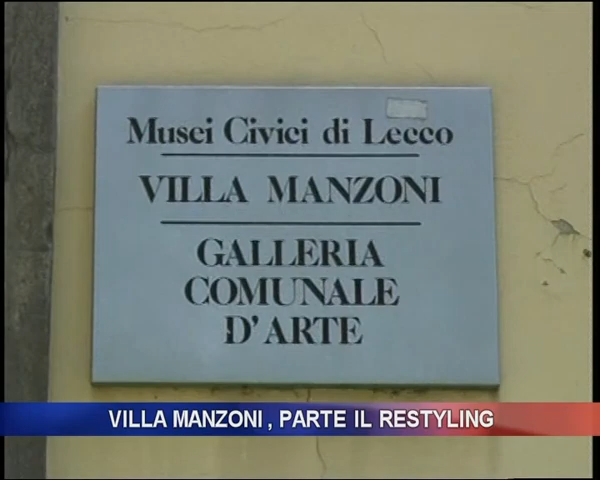 Musei Civici di Lecco
VILLA MANZONI
GALLERIA
COMUNALE
D'ARTE
VILLA MANZONI , PARTE IL RESTYLING